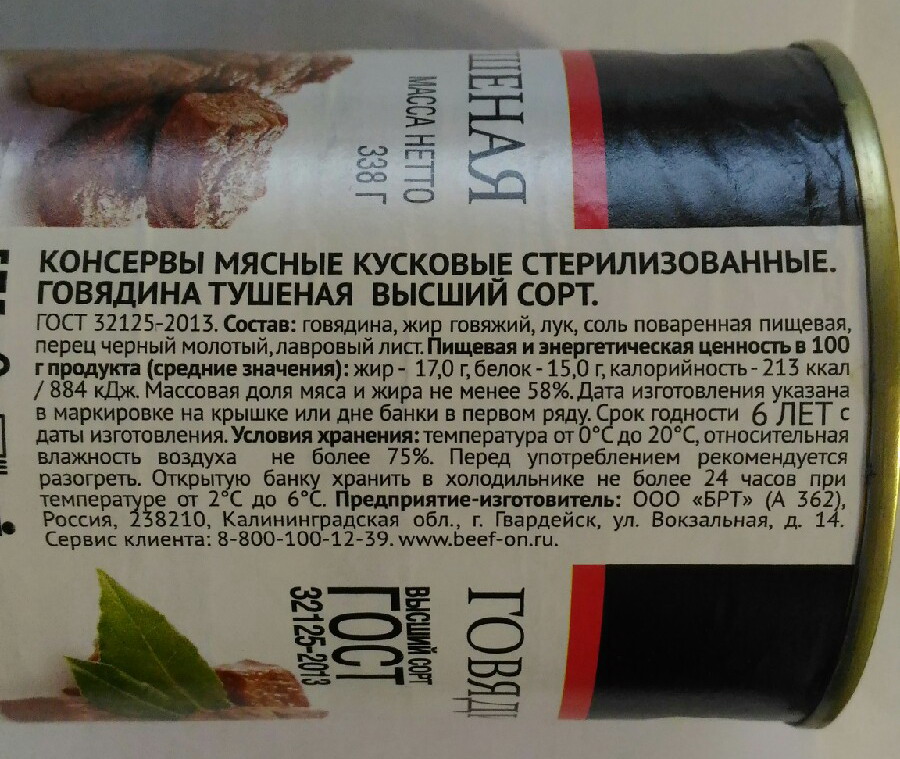 ШЕНАЯ
МАССА НЕТТО
338 Г
КОНСЕРВЫ МЯСНЫЕ КУСКОВЫЕ СТЕРИЛИЗОВАННЫЕ.
ГОВЯДИНА ТУШЕНАЯ ВЫСШИЙ СОРТ.
ГОСТ 32125-2013. Состав: говядина, жир говяжий, лук, соль поваренная пищевая,
перец черный молотый, лавровый лист. Пищевая и энергетическая ценность в 100
г продукта (средние значения): жир - 17,0 г, белок - 15,0 г, калорийность - 213 ккал
/ 884 кДж. Массовая доля мяса и жира не менее 58%. Дата изготовления указана
в маркировке на крышке или дне банки в первом ряду. Срок годности 6 ЛЕТ с
даты изготовления. Условия хранения: температура от 0°С до 20°С, относительная
влажность воздуха не более 75%. Перед употреблением рекомендуется
разогреть. Открытую банку хранить в холодильнике не более 24 часов при
температуре от 2°С до 6°С. Предприятие-изготовитель: ООО «БРТ» (А 362),
Россия, 238210, Калининградская обл., г. Гвардейск, ул. Вокзальная, д. 14.
Сервис клиента: 8-800-100-12-39. www.beef-on.ru.
ГОВЯД
ВЫСШИЙ СОРТ
ГОСТ
32125-2013